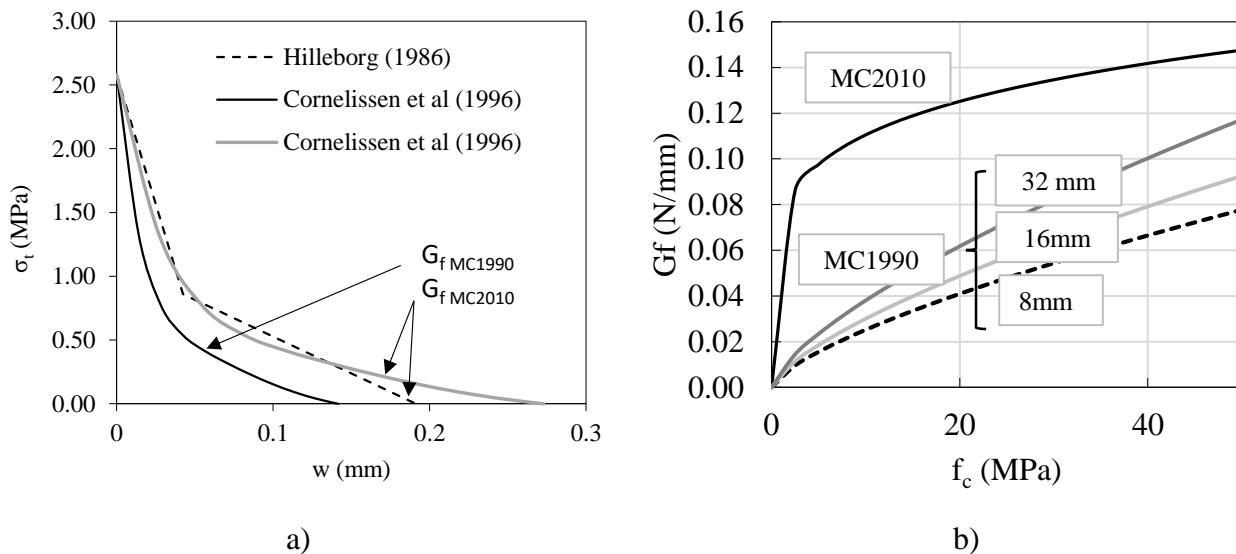 3.00
2.50
2.00
1.50
1.00
0.50
0.00
σt (MPa)
0
0.1
0.2
0.3
w (mm)
Hilleborg (1986)
Cornelissen et al (1996)
Cornelissen et al (1996)
Gf MC1990
Gf MC2010
a)
0.16
0.14
0.12
0.10
0.08
0.06
0.04
0.02
0.00
Gf (N/mm)
0
20
40
fc (MPa)
MC2010
MC1990
32 mm
16mm
8mm
b)